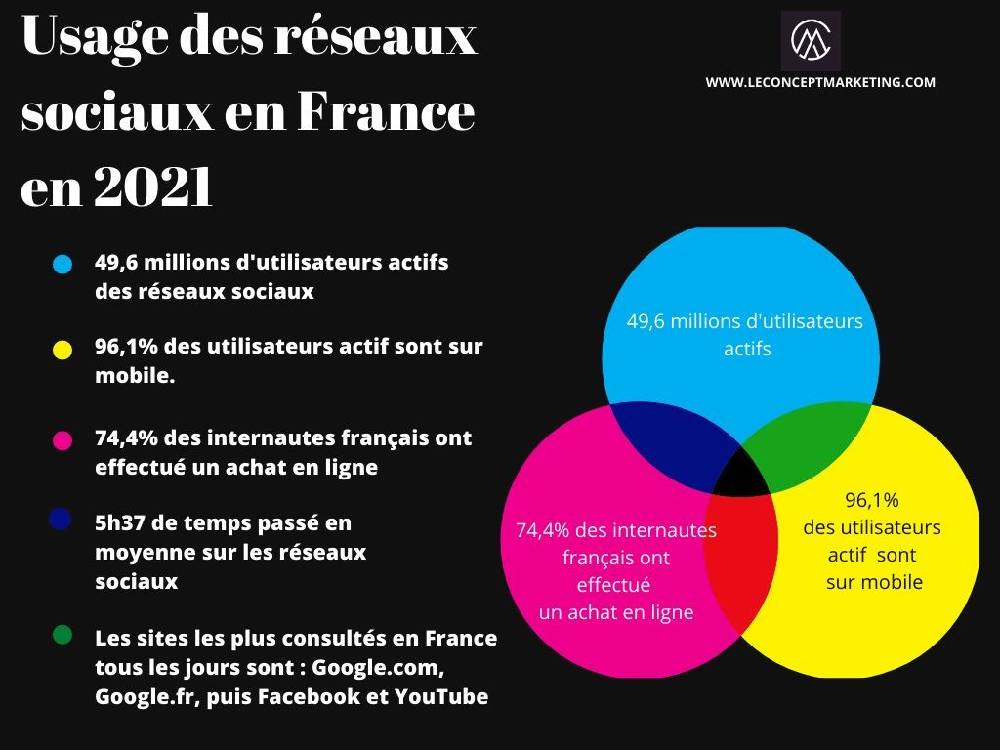 Usage des réseaux
sociaux en France
en 2021
WWW.LECONCEPTMARKETING.COM
49,6 millions d'utilisateurs actifs
des réseaux sociaux
96,1% des utilisateurs actif sont sur
mobile.
74,4% des internautes français ont
effectué un achat en ligne
5h37 de temps passé en
moyenne sur les réseaux
sociaux
Les sites les plus consultés en France
tous les jours sont : Google.com,
Google.fr, puis Facebook et YouTube
49,6 millions d'utilisateurs
actifs
74,4% des internautes
français ont
effectué
un achat en ligne
96,1%
des utilisateurs
actif sont
sur mobile